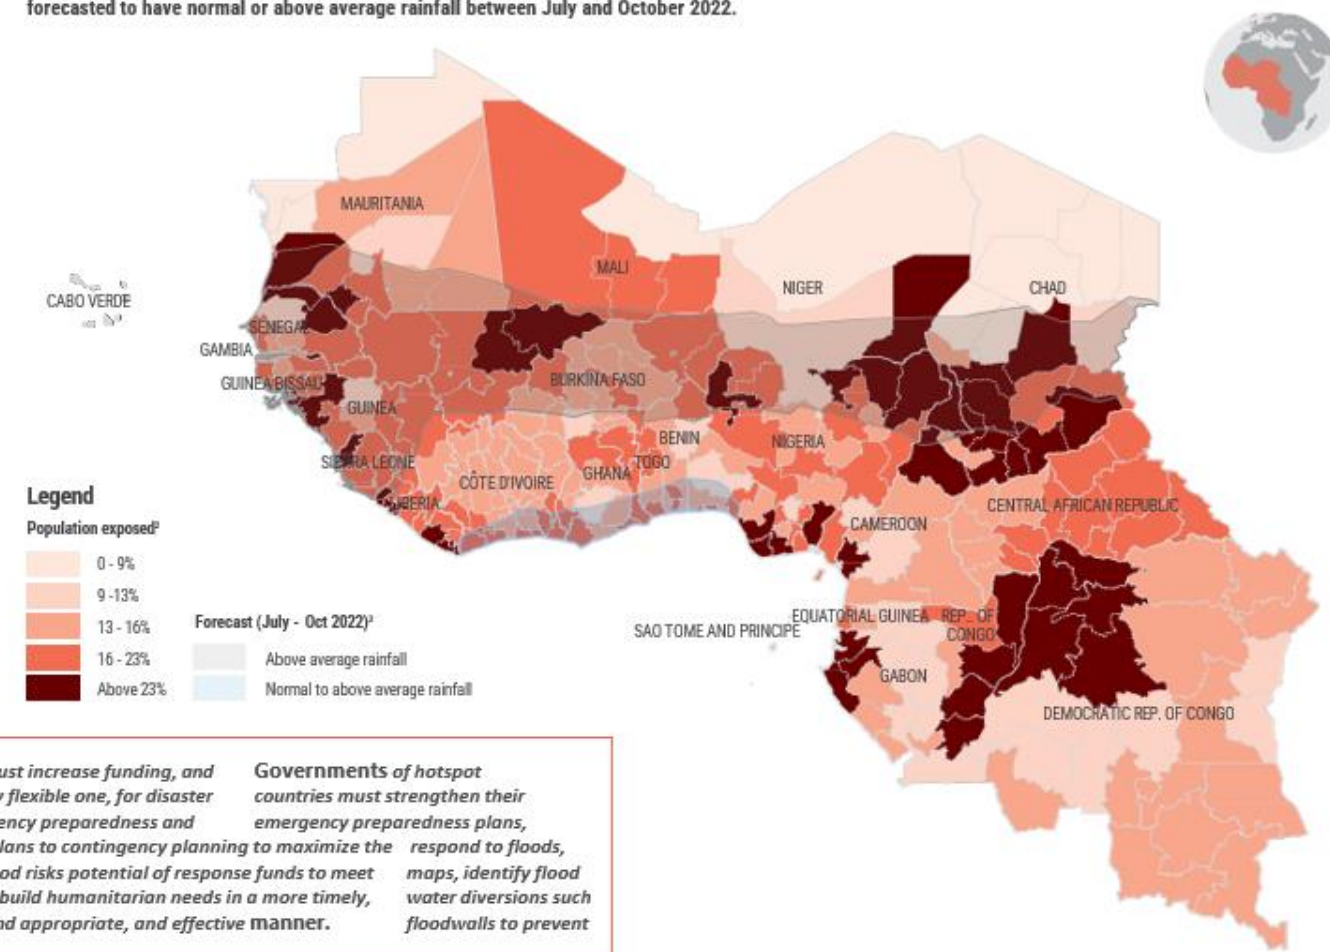 forecasted to have normal or above average rainfall between July and October 2022.
MAURITANIA
MALI
NIGER
CHAD
CABO VERDE
SENEGAL
GAMBIA
GUINEA BISSAU
BURKINA FASO
GUINEA
BENIN
NIGERIA
SIERRA LEONE
TOGO
GHANA
CÔTE D'IVOIRE
LIBERIA
CENTRAL AFRICAN REPUBLIC
CAMEROON
EQUATORIAL GUINEA
REP. OF
CONGO
SAO TOME AND PRINCIPE
GABON
DEMOCRATIC REP. OF CONGO
Legend
Population exposed²
0 - 9%
9 -13%
13 - 16%
16 - 23%
Above 23%
Forecast (July - Oct 2022)³
Above average rainfall
Normal to above average rainfall
ust increase funding, and Governments of hotspot
y flexible one, for disaster countries must strengthen their
ency preparedness and emergency preparedness plans,
lans to contingency planning to maximize the respond to floods,
od risks potential of response funds to meet maps, identify flood
build humanitarian needs in a more timely, water diversions such
nd appropriate, and effective manner. floodwalls to prevent